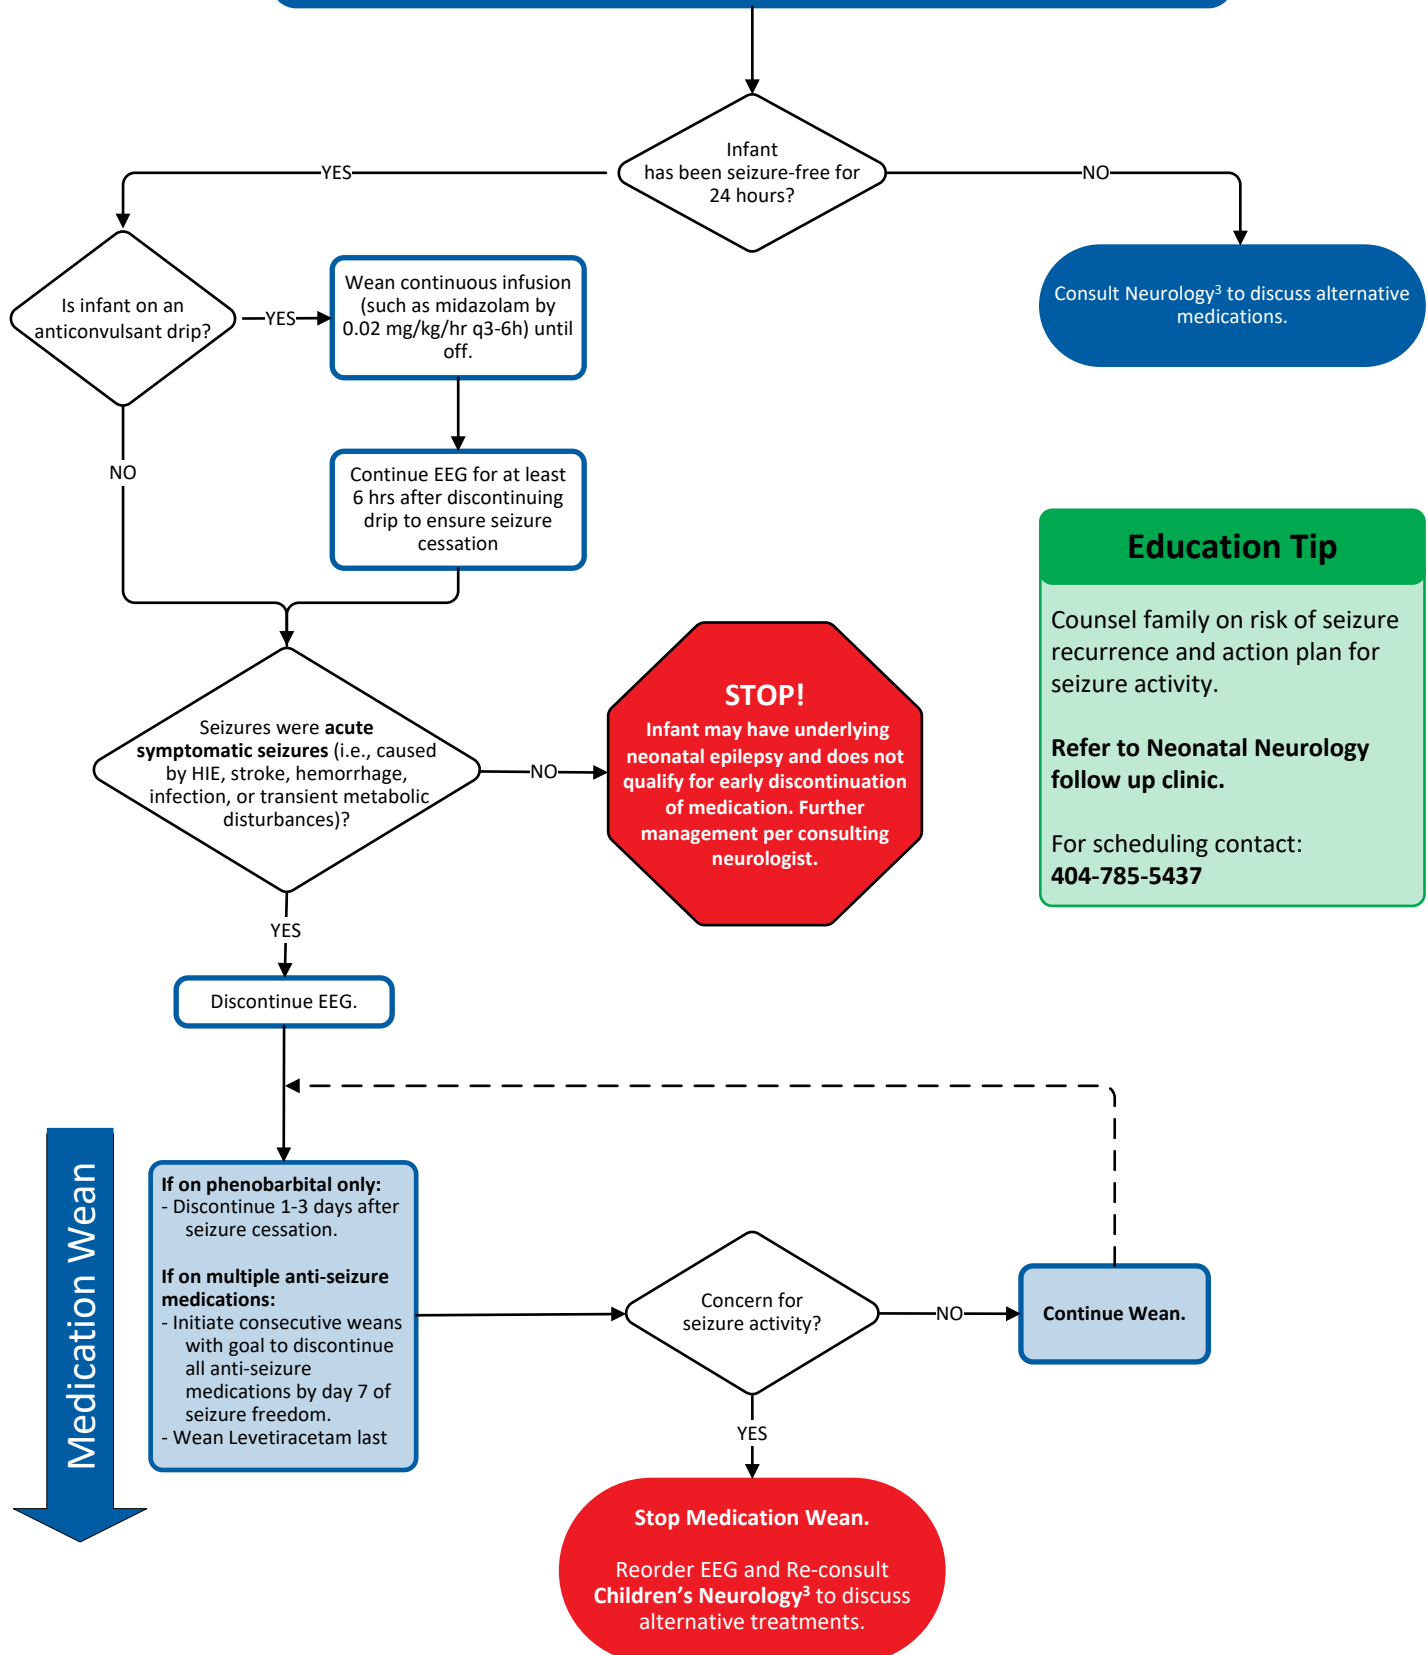 Infant
has been seizure-free for
24 hours?
YES
NO
Is infant on an
anticonvulsant drip?
YES
Wean continuous infusion
(such as midazolam by
0.02 mg/kg/hr q3-6h) until
off.
Consult Neurology³ to discuss alternative
medications.
NO
Continue EEG for at least
6 hrs after discontinuing
drip to ensure seizure
cessation
Education Tip
Counsel family on risk of seizure
recurrence and action plan for
seizure activity.
Refer to Neonatal Neurology
follow up clinic.
For scheduling contact:
404-785-5437
Seizures were acute
symptomatic seizures (i.e., caused
by HIE, stroke, hemorrhage,
infection, or transient metabolic
disturbances)?
NO
STOP!
Infant may have underlying
neonatal epilepsy and does not
qualify for early discontinuation
of medication. Further
management per consulting
neurologist.
YES
Discontinue EEG.
Medication Wean
If on phenobarbital only:
- Discontinue 1-3 days after
seizure cessation.
If on multiple anti-seizure
medications:
- Initiate consecutive weans
with goal to discontinue
all anti-seizure
medications by day 7 of
seizure freedom.
- Wean Levetiracetam last
Concern for
seizure activity?
NO
Continue Wean.
YES
Stop Medication Wean.
Reorder EEG and Re-consult
Children's Neurology³ to discuss
alternative treatments.